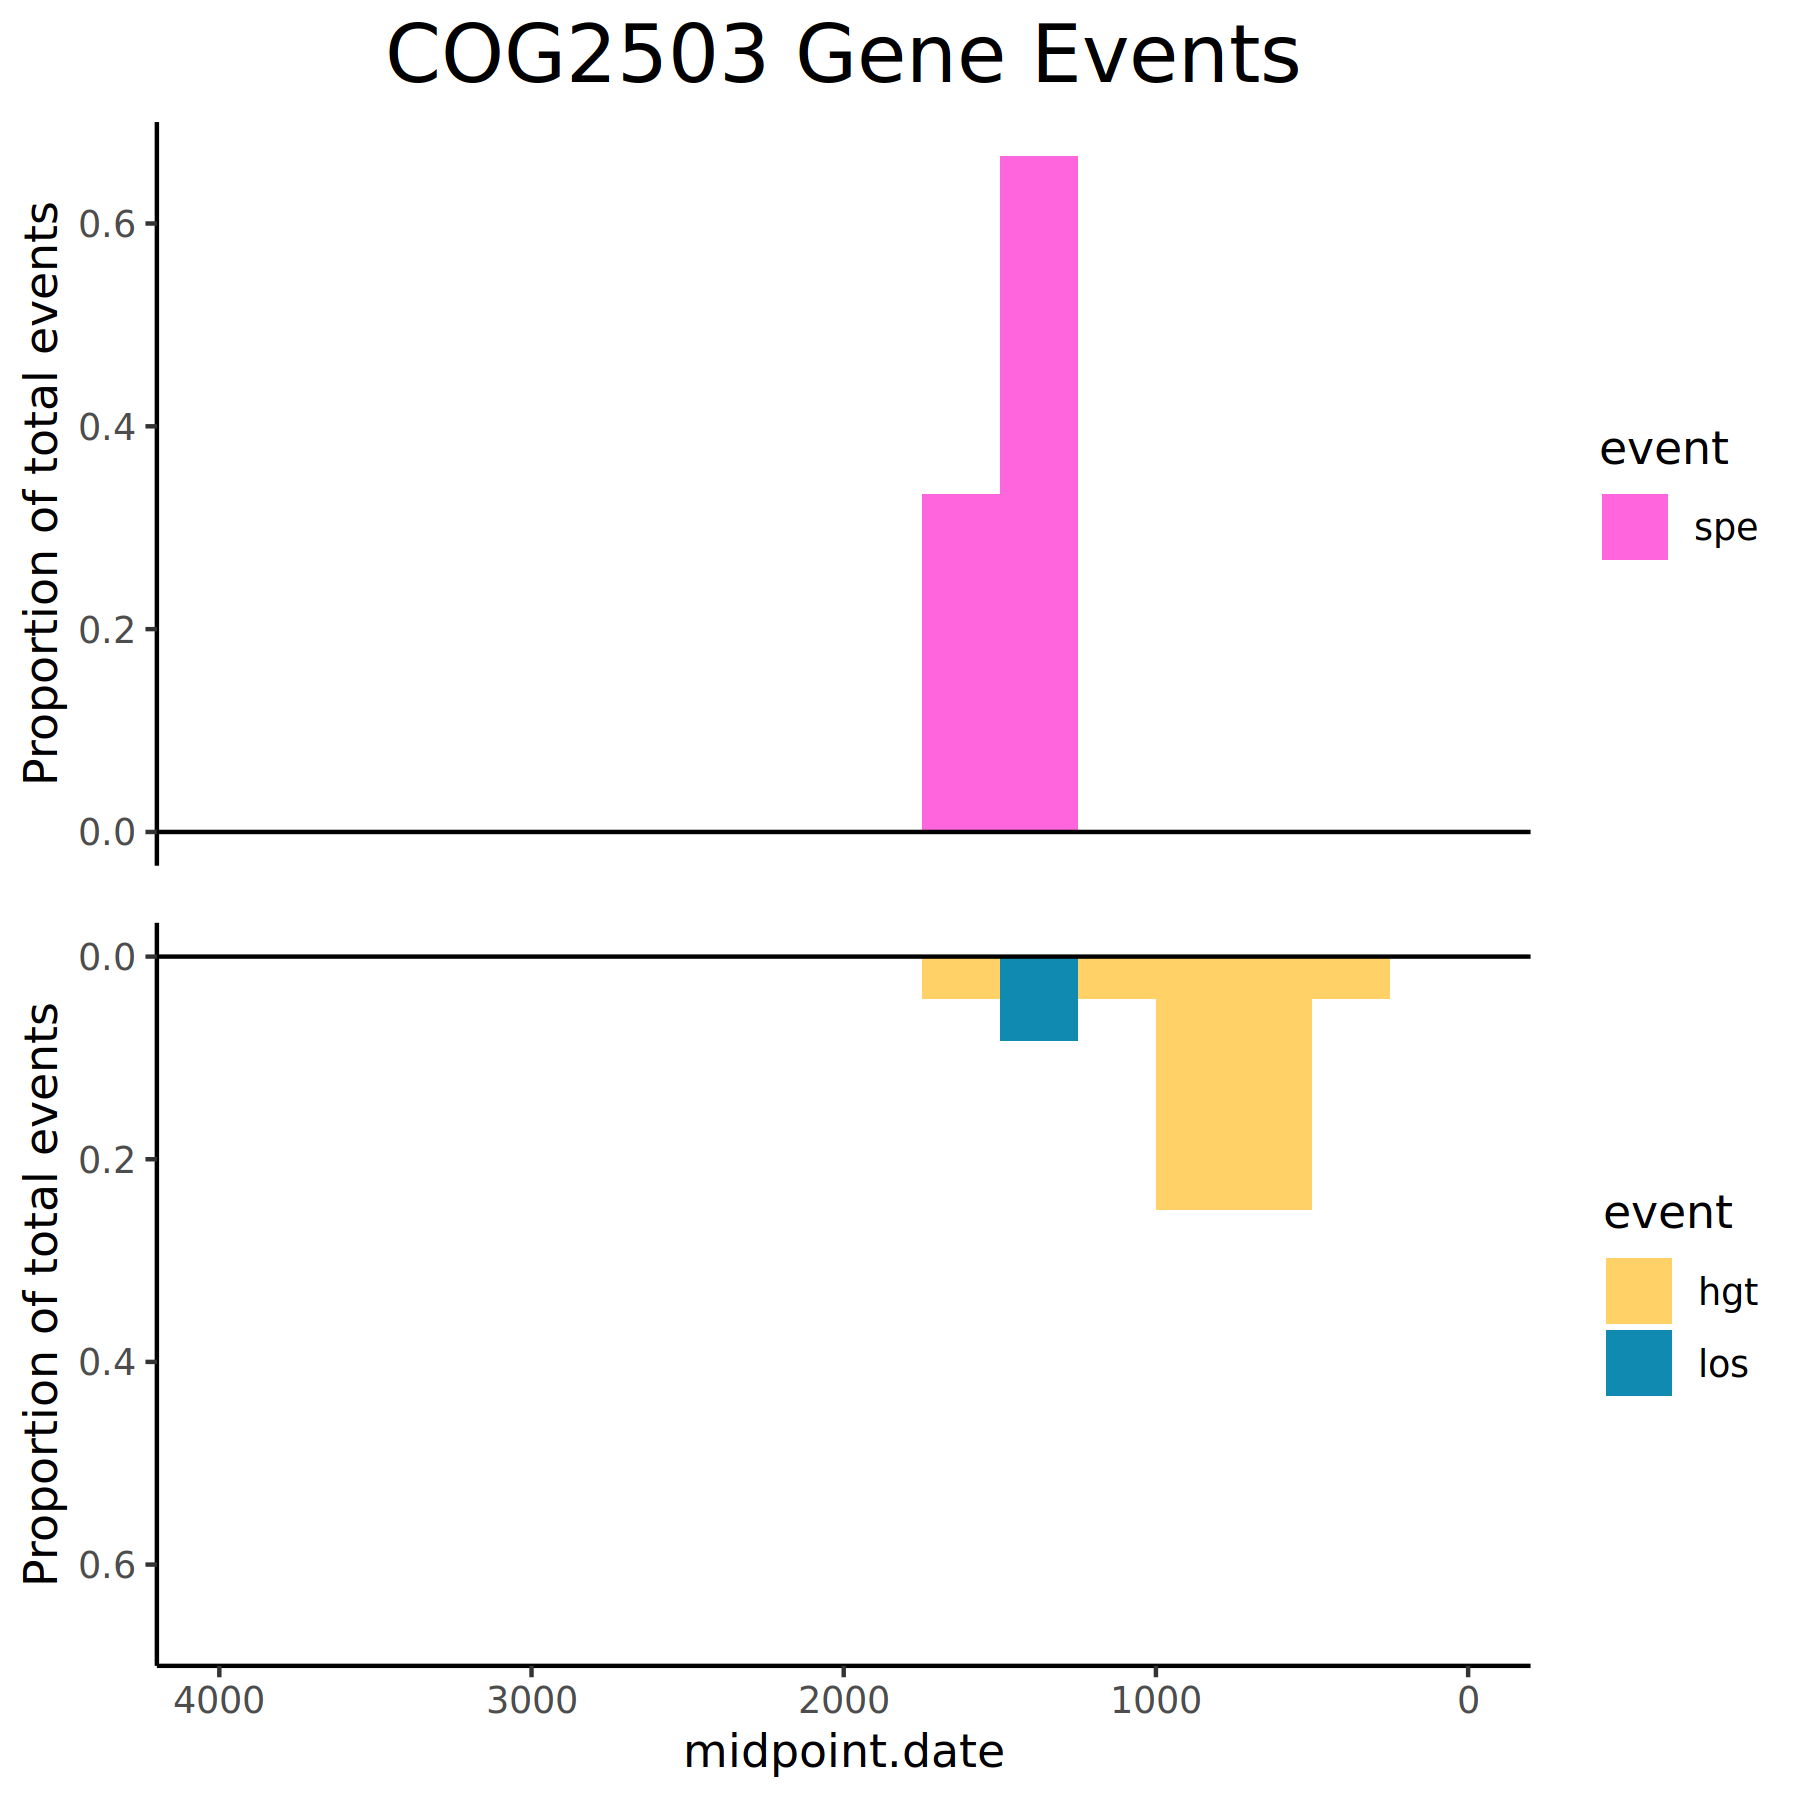 COG2503 Gene Events
Proportion of total events
0.6
0.4
0.2
0.0
event
spe
Proportion of total events
0.0
0.2
0.4
0.6
event
hgt
los
4000 3000 2000 1000 0
midpoint.date